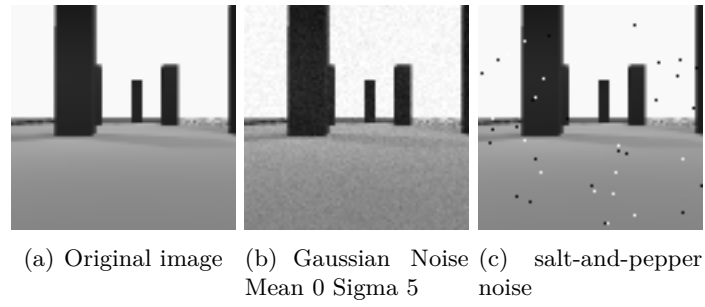 (a) Original image
(b) Gaussian Noise
Mean 0 Sigma 5
(c) salt-and-pepper
noise